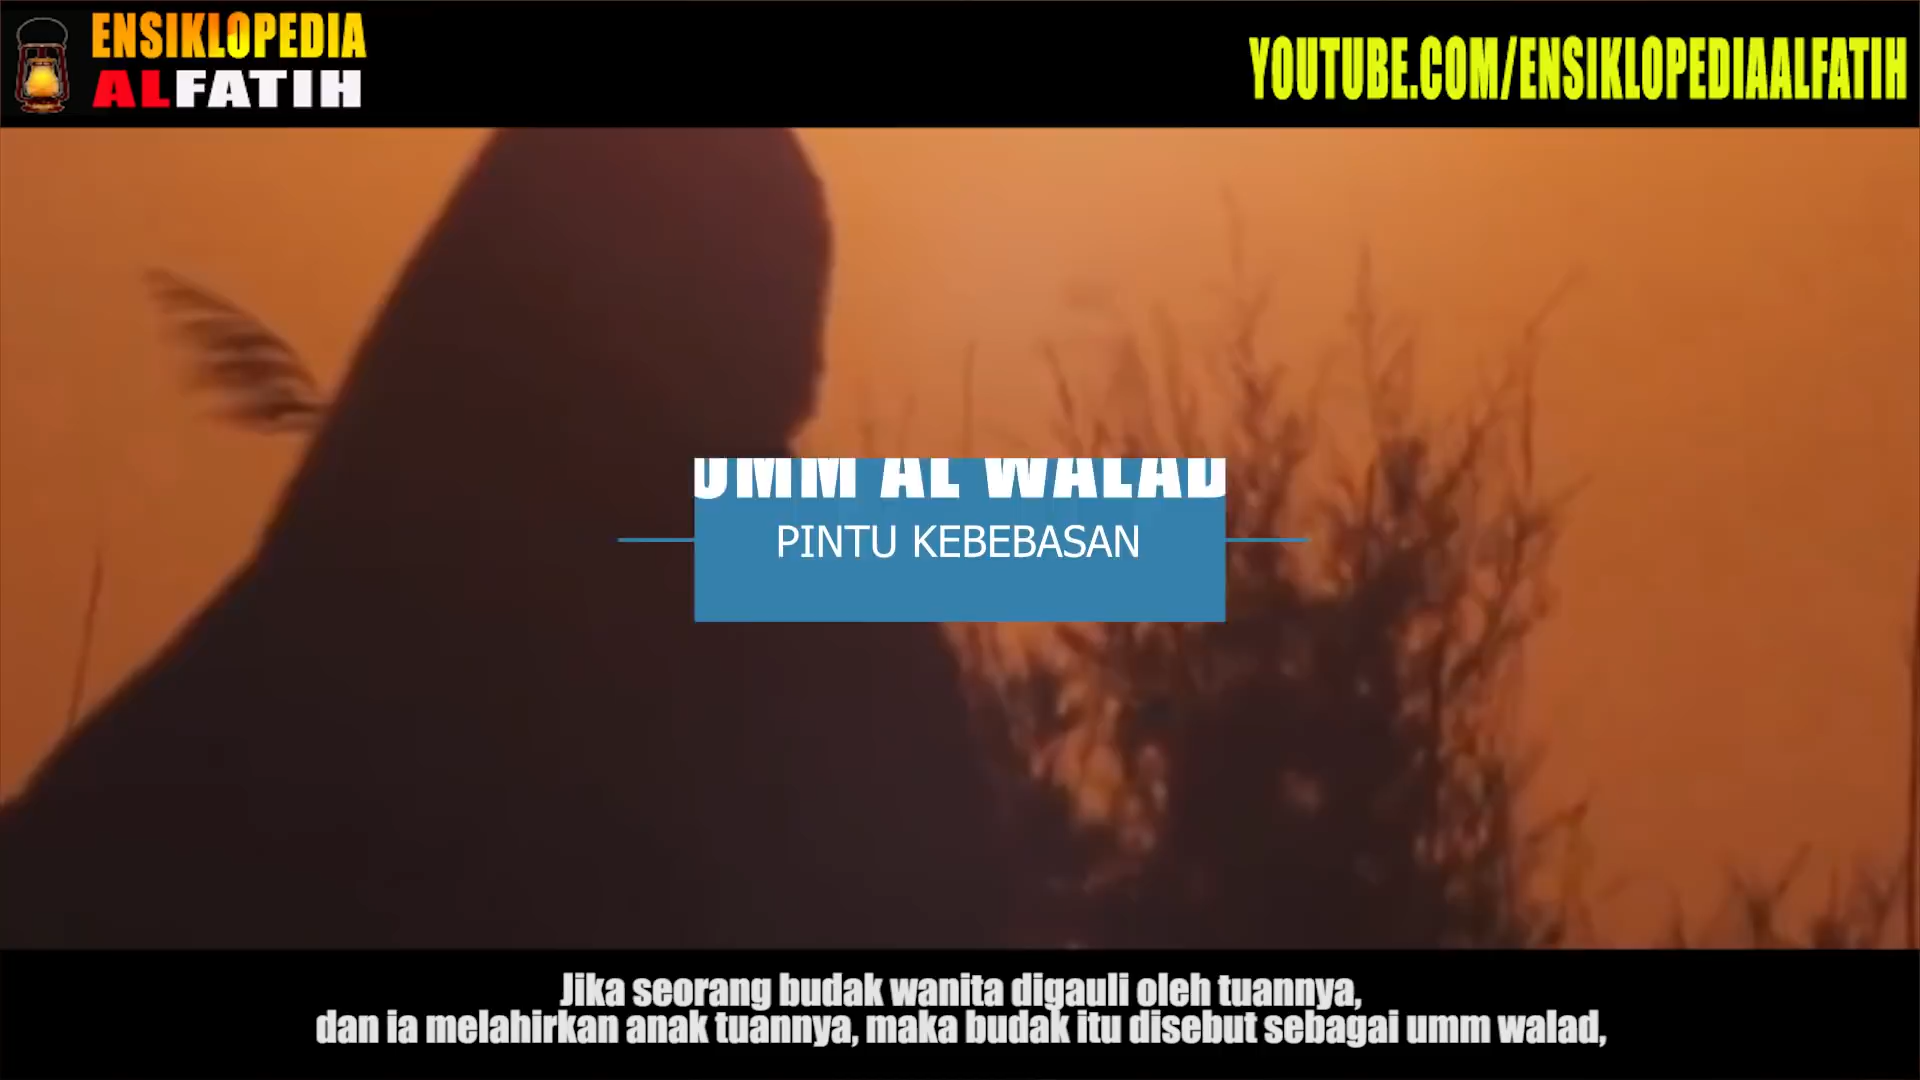 ENSIKLOPEDIA
ALFATIH
YOUTUBE.COM/ENSIKLOPEDIAALFATIH
UMM AL WALAD
PINTU KEBEBASAN
Jika seorang budak wanita digauli oleh tuannya,
dan ia melahirkan anak tuannya, maka budak itu disebut sebagai umm walad,